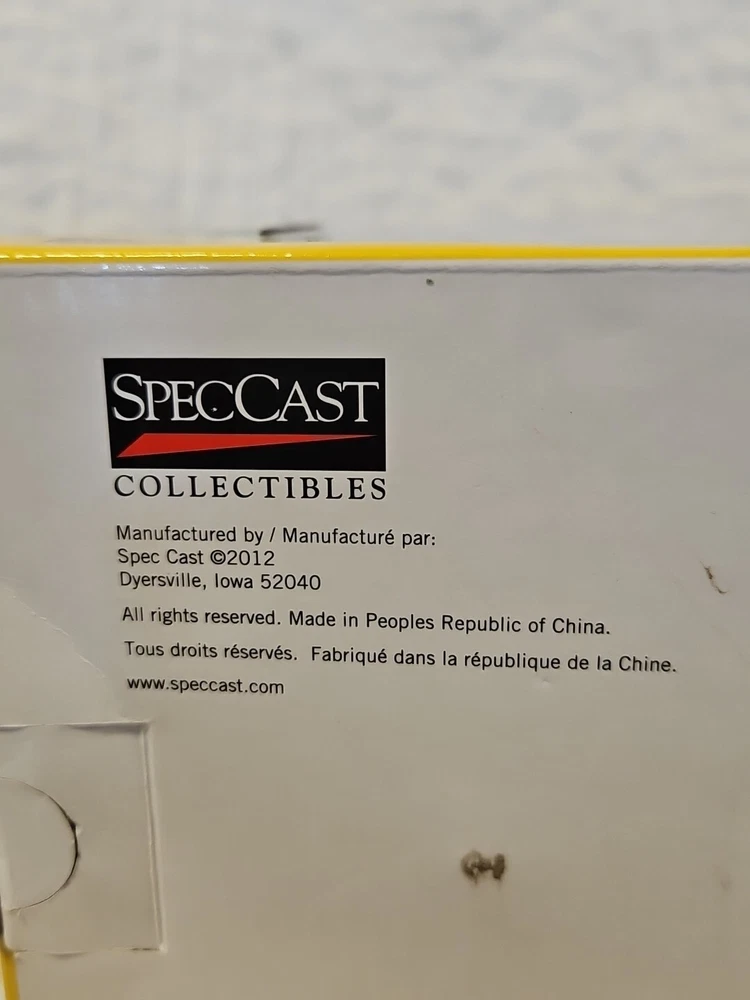 SPECCAST
COLLECTIBLES
Manufactured by / Manufacturé par:
Spec Cast ©2012
Dyersville, Iowa 52040
All rights reserved. Made in Peoples Republic of China.
Tous droits réservés. Fabriqué dans la république de la Chine.
www.speccast.com